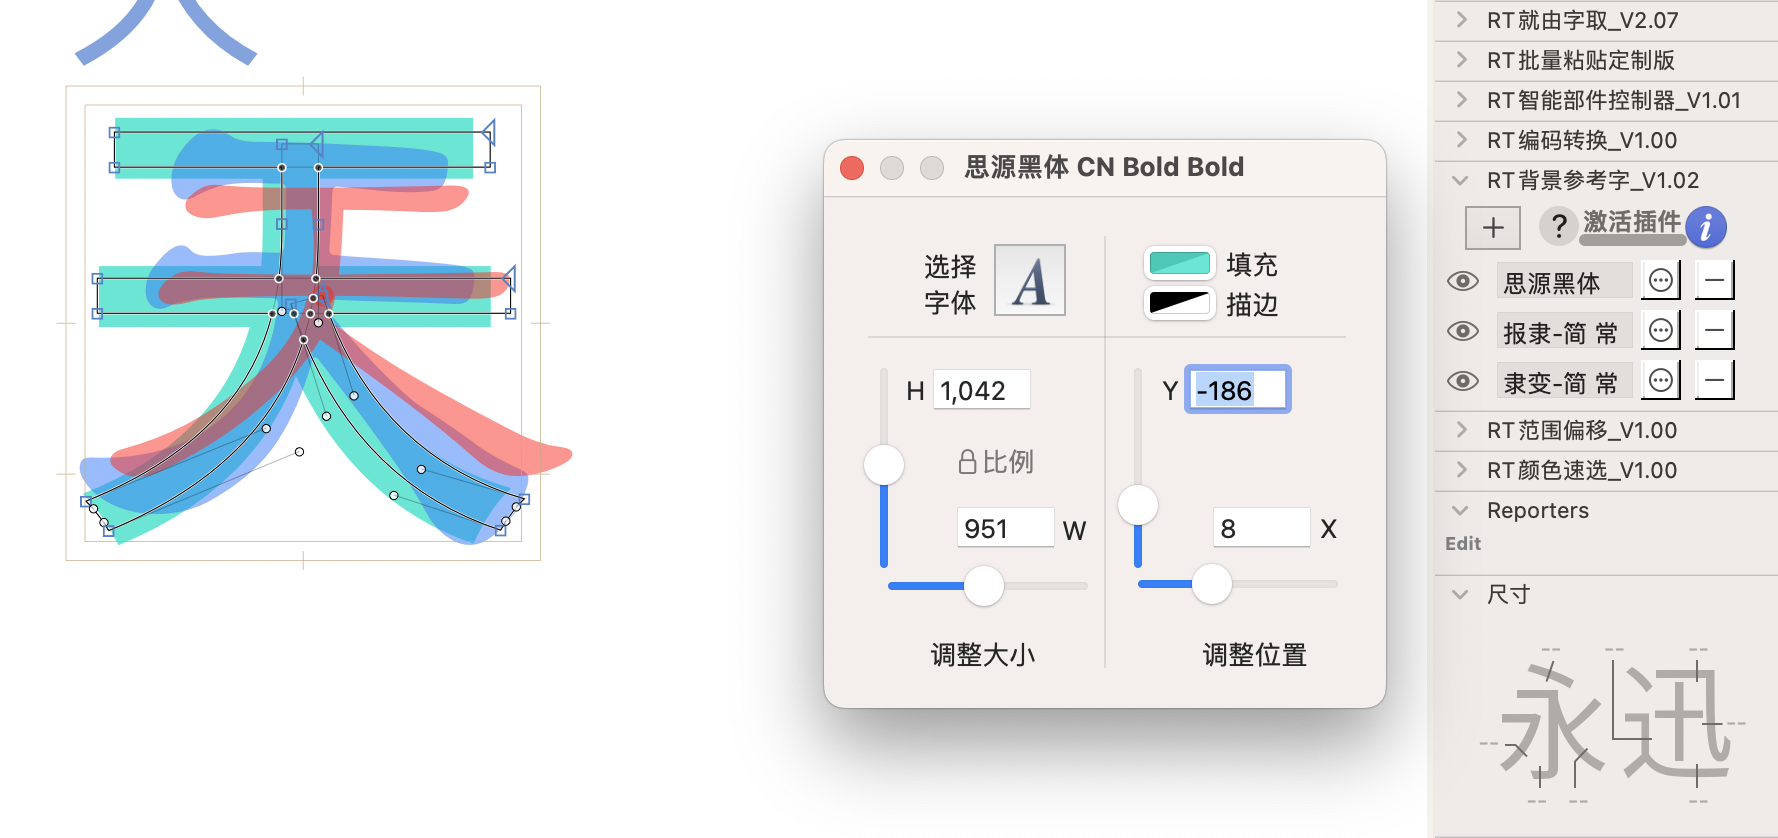 天
思源黑体 CN Bold Bold
选择
字体
A
填充
描边
H 1,042
比例
951 W
Y -186
8 X
调整大小
调整位置
RT就由字取_V2.07
RT批量粘贴定制版
RT智能部件控制器_V1.01
RT编码转换_V1.00
RT背景参考字_V1.02
+ ? 激活插件 i
思源黑体
报隶-简 常
隶变-简 常
RT范围偏移_V1.00
RT颜色速选_V1.00
Reporters
Edit
尺寸
永迅